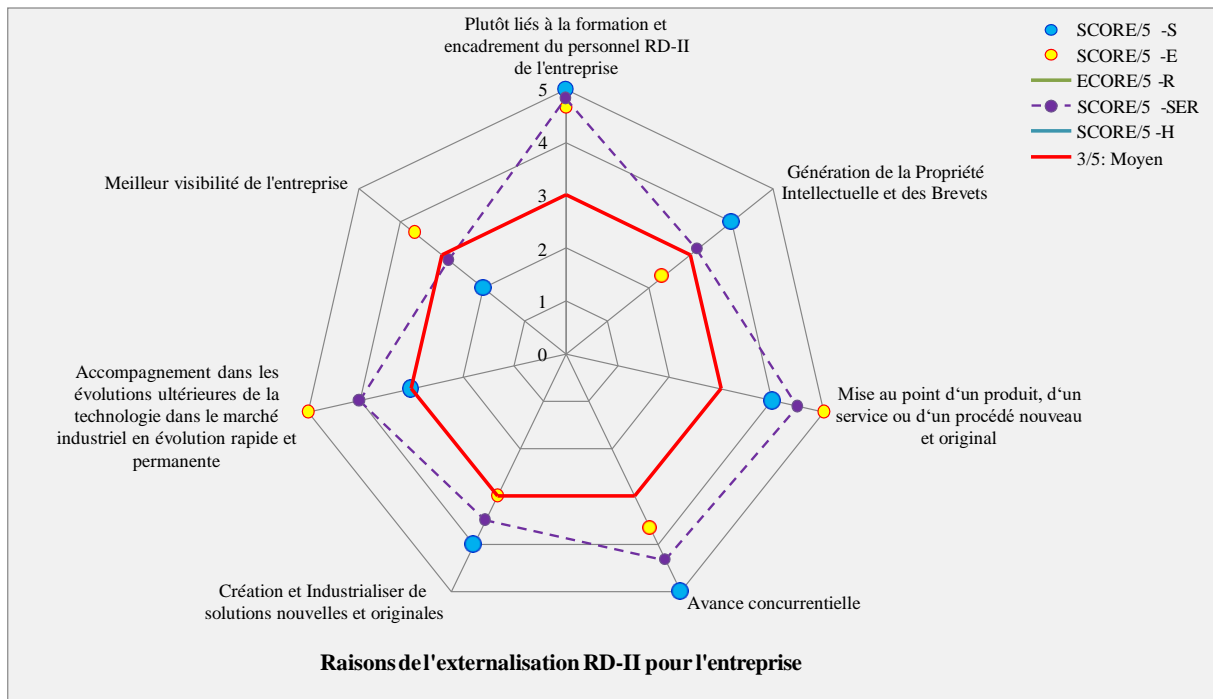 Plutôt liés à la formation et
encadrement du personnel RD-II
de l'entreprise
SCORE/5 -S
SCORE/5 -E
ECORE/5 -R
SCORE/5 -SER
SCORE/5 -H
3/5: Moyen
5
4
3
2
1
0
Génération de la Propriété
Intellectuelle et des Brevets
Meilleur visibilité de l'entreprise
Accompagnement dans les
évolutions ultérieures de la
technologie dans le marché
industriel en évolution rapide et
permanente
Mise au point d‘un produit, d‘un
service ou d‘un procédé nouveau
et original
Création et Industrialiser de
solutions nouvelles et originales
Avance concurrentielle
Raisons de l'externalisation RD-II pour l'entreprise